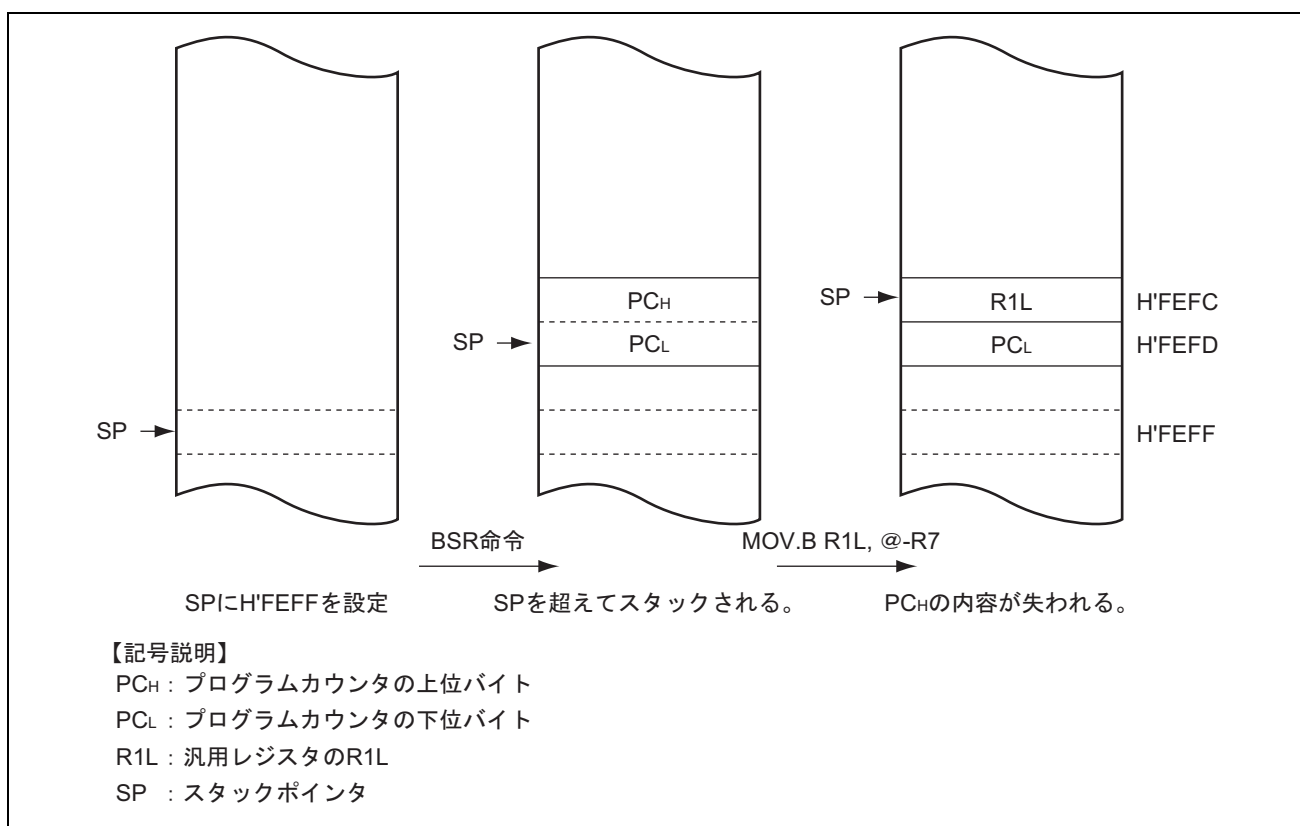 PCH
SP
R1L
H'FEFC
SP
PCL
PCL
H'FEFD
SP
H'FEFF
BSR命令
MOV.B R1L, @-R7
SPにH'FEFFを設定
SPを超えてスタックされる。
PCHの内容が失われる。
【記号説明】
PCH : プログラムカウンタの上位バイト
PCL : プログラムカウンタの下位バイト
R1L : 汎用レジスタのR1L
SP : スタックポインタ